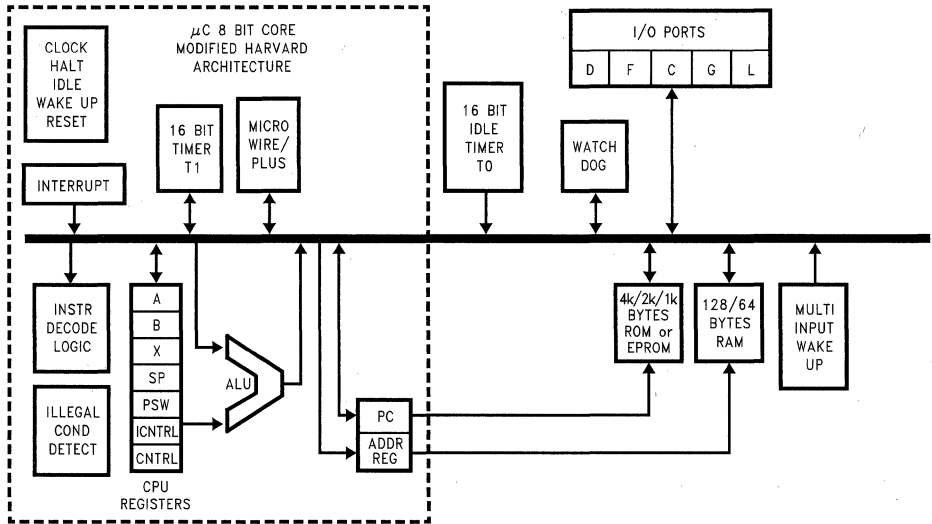 CLOCK
HALT
IDLE
WAKE UP
RESET
μC 8 BIT CORE
MODIFIED HARVARD
ARCHITECTURE
16 BIT
TIMER
T1
MICRO
WIRE/
PLUS
INTERRUPT
16 BIT
IDLE
TIMER
T0
WATCH
DOG
I/O PORTS
D F C G L
INSTR
DECODE
LOGIC
ILLEGAL
COND
DETECT
A
B
X
SP
PSW
ICNTRL
CNTRL
CPU
REGISTERS
ALU
PC
ADDR
REG
4k/2k/1k
BYTES
ROM or
EPROM
128/64
BYTES
RAM
MULTI
INPUT
WAKE
UP